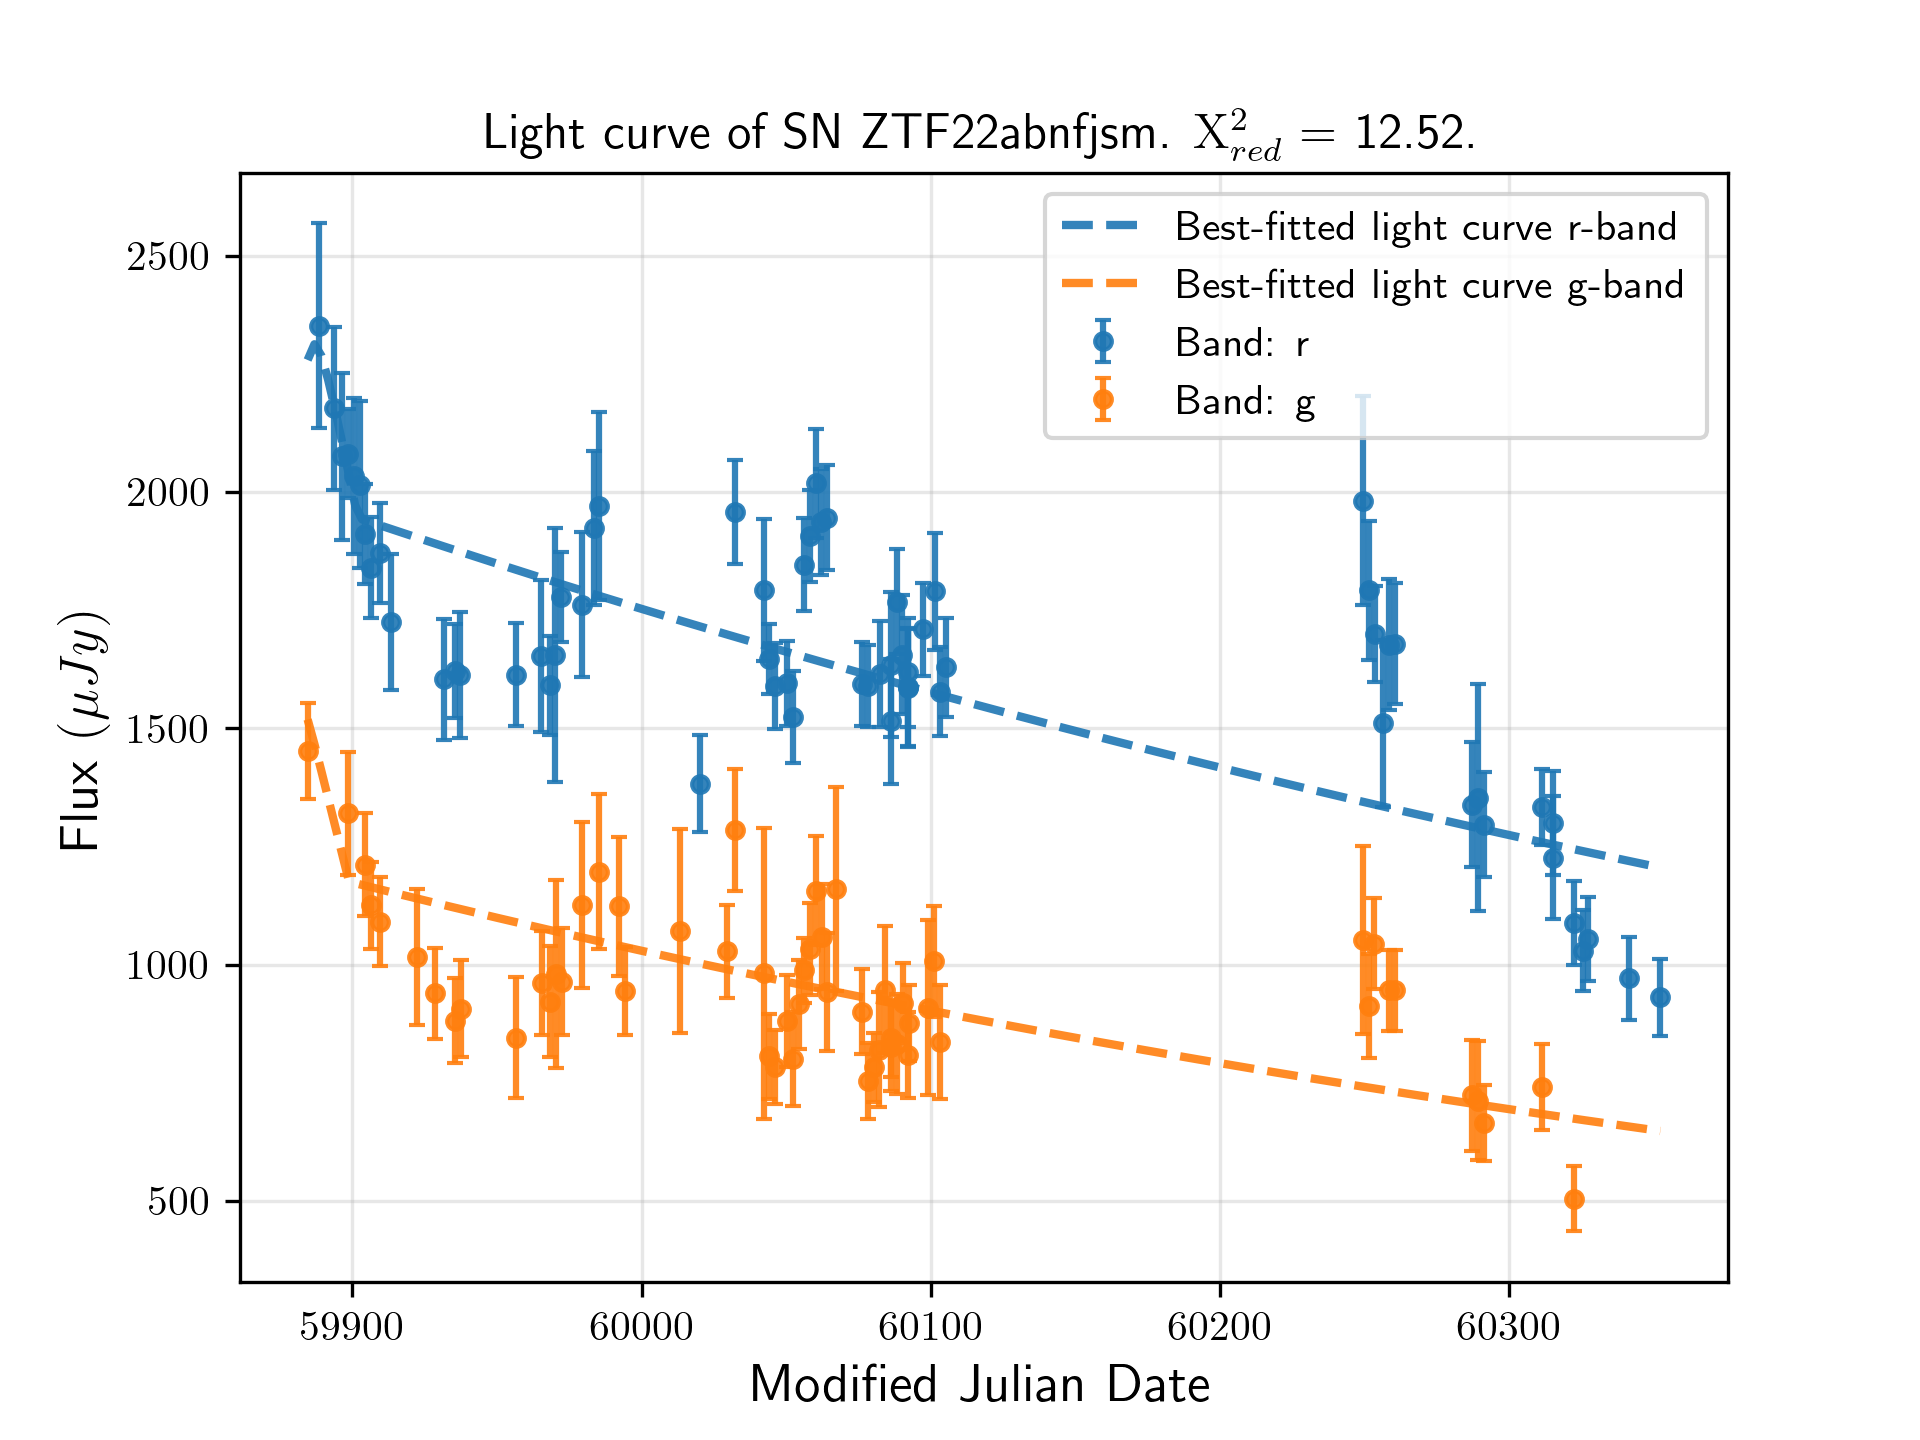 Light curve of SN ZTF22abnfjsm. X²_red = 12.52.
Best-fitted light curve r-band
Best-fitted light curve g-band
Band: r
Band: g
Flux (μJy)
2500
2000
1500
1000
500
59900 60000 60100 60200 60300
Modified Julian Date